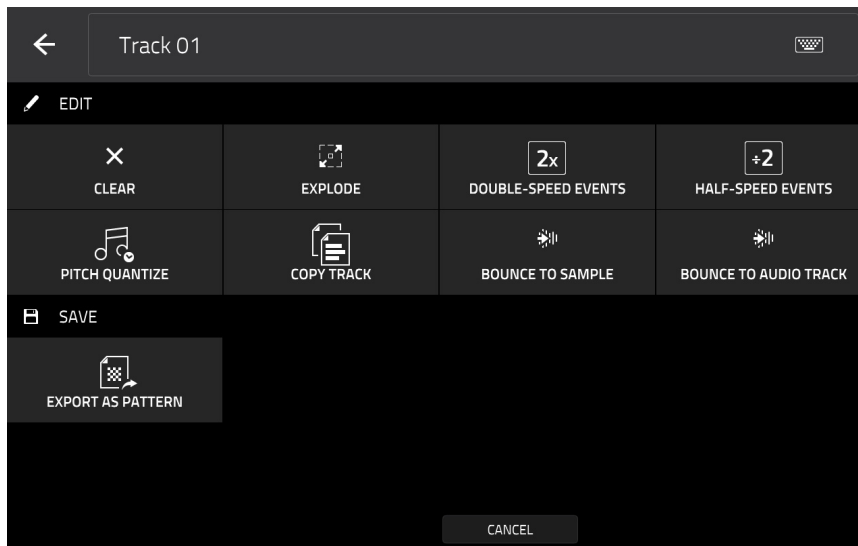 Track 01
EDIT
CLEAR
EXPLODE
2x
DOUBLE-SPEED EVENTS
÷2
HALF-SPEED EVENTS
PITCH QUANTIZE
COPY TRACK
BOUNCE TO SAMPLE
BOUNCE TO AUDIO TRACK
SAVE
EXPORT AS PATTERN
CANCEL